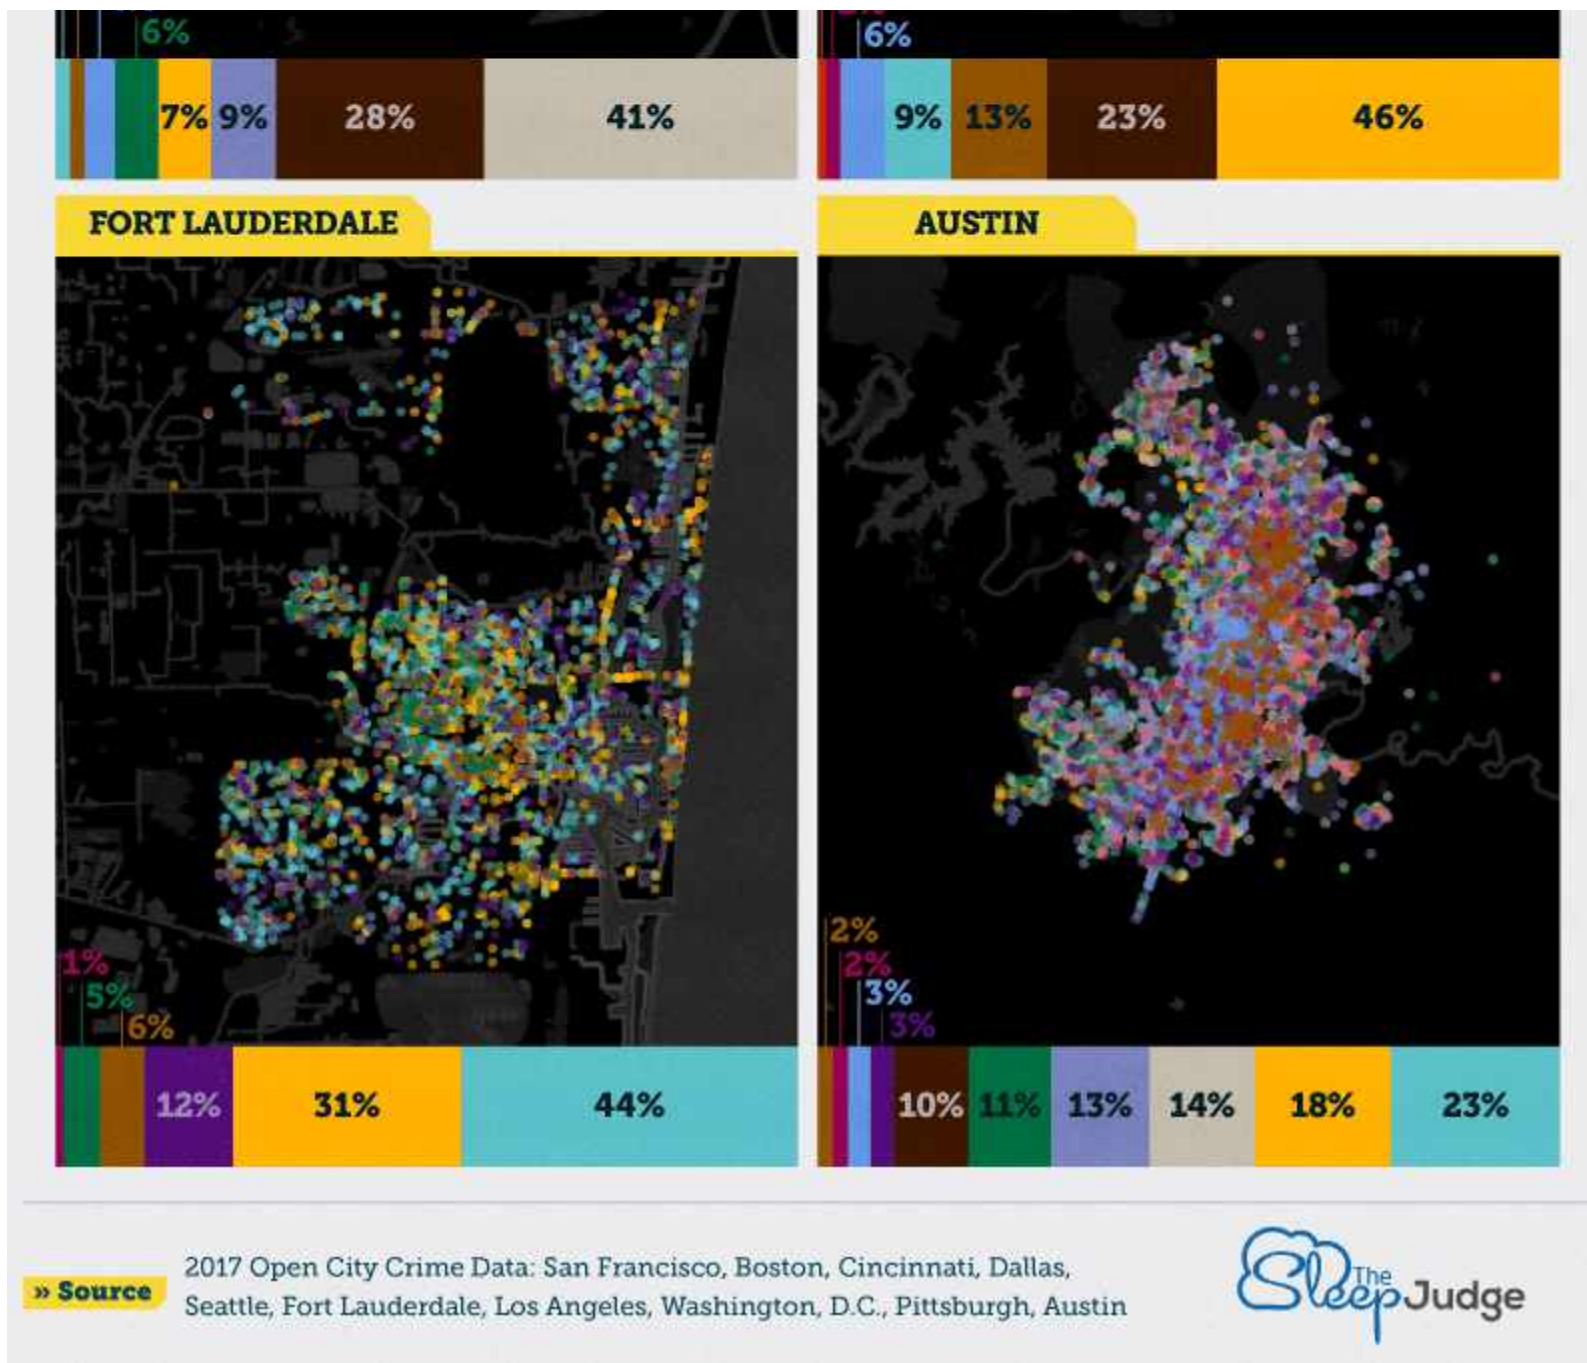 6%
7% 9% 28% 41%
6%
9% 13% 23% 46%
FORT LAUDERDALE
1%
5%
6%
12% 31% 44%
AUSTIN
2%
2%
3%
3%
10% 11% 13% 14% 18% 23%
» Source
2017 Open City Crime Data: San Francisco, Boston, Cincinnati, Dallas,
Seattle, Fort Lauderdale, Los Angeles, Washington, D.C., Pittsburgh, Austin
The
Sleep Judge